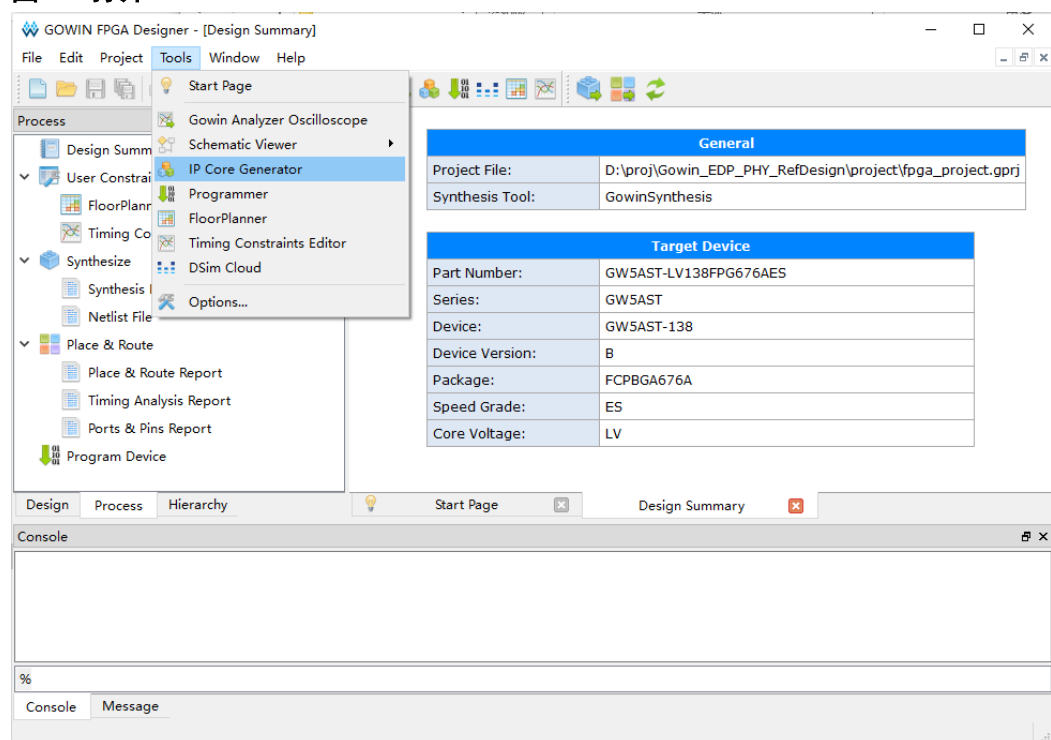 GOWIN FPGA Designer - [Design Summary]
File Edit Project Tools Window Help
Start Page
Gowin Analyzer Oscilloscope
Schematic Viewer
IP Core Generator
Programmer
FloorPlanner
Timing Constraints Editor
DSim Cloud
Options...
Process
Design Summ
User Constrai
FloorPlann
Timing Co
Synthesize
Synthesis
Netlist File
Place & Route
Place & Route Report
Timing Analysis Report
Ports & Pins Report
Program Device
General
Project File: D:\proj\Gowin_EDP_PHY_RefDesign\project\fpga_project.gprj
Synthesis Tool: GowinSynthesis
Target Device
Part Number: GW5AST-LV138FPG676AES
Series: GW5AST
Device: GW5AST-138
Device Version: B
Package: FCPBGA676A
Speed Grade: ES
Core Voltage: LV
Design Process Hierarchy
Start Page Design Summary
Console
%
Console Message